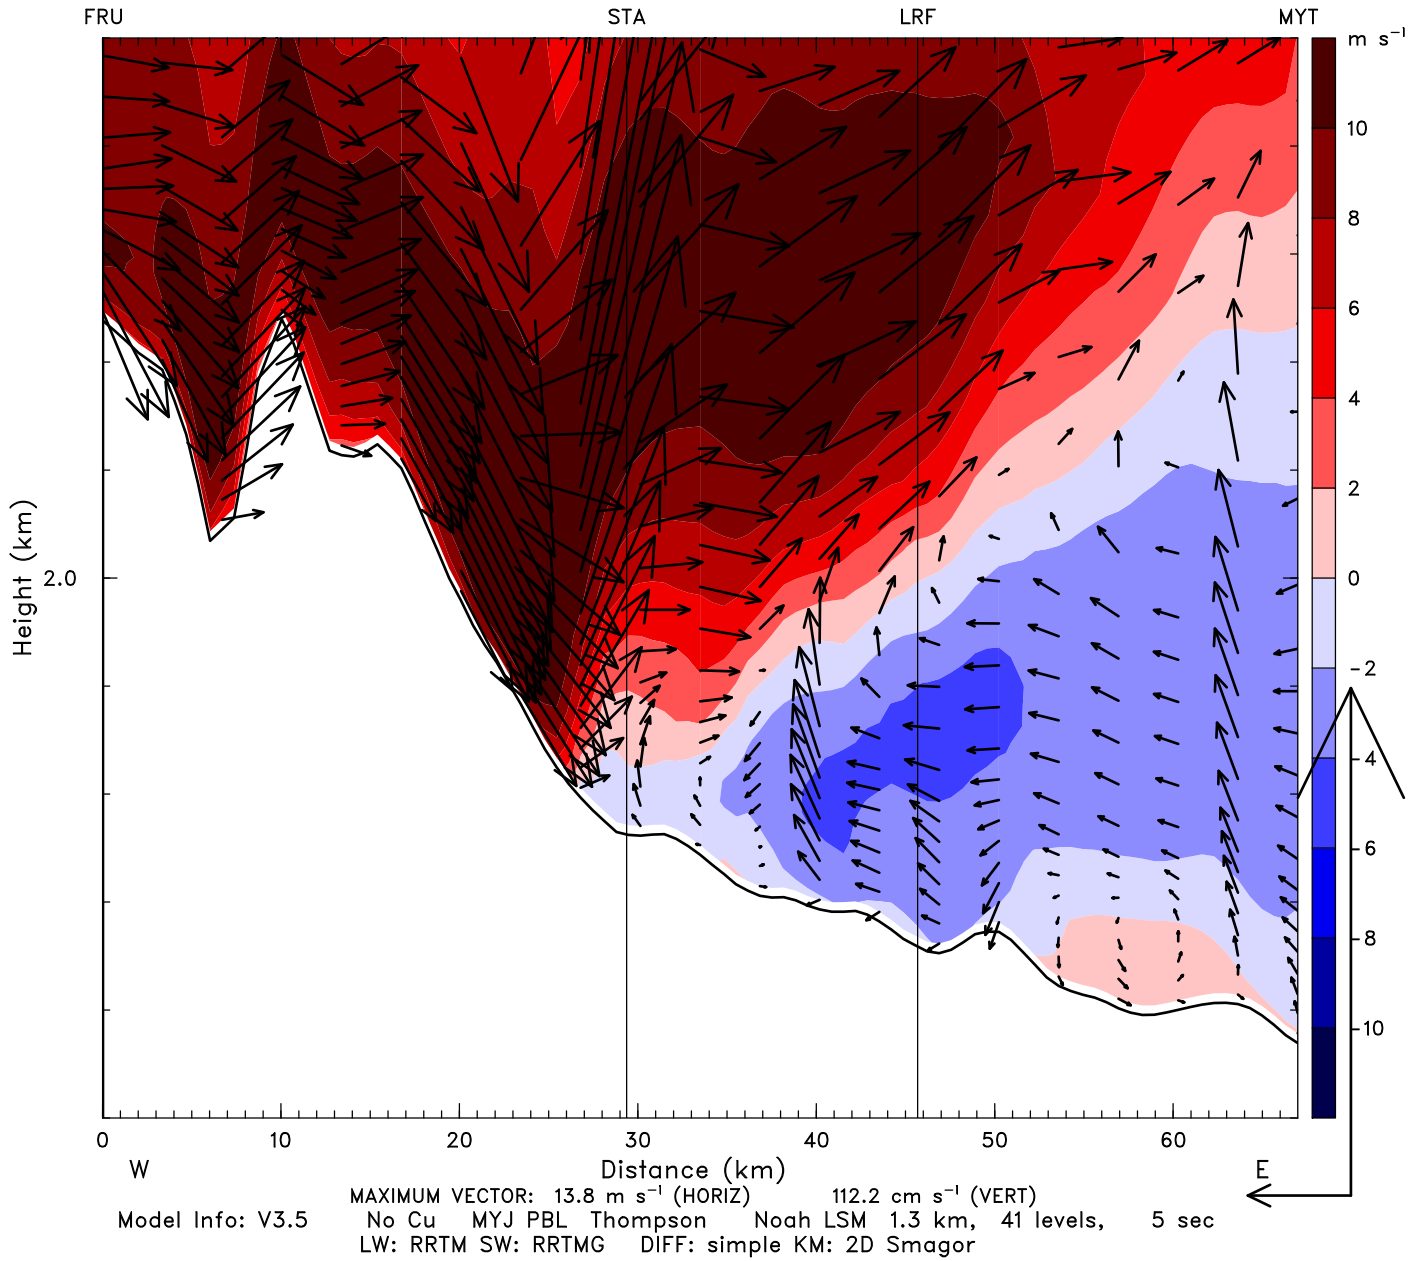 FRU STA LRF MYT
m s⁻¹
10
8
6
4
2
0
−2
−4
−6
−8
−10
Height (km)
2.0
0 10 20 30 40 50 60
W Distance (km) E
MAXIMUM VECTOR: 13.8 m s⁻¹ (HORIZ) 112.2 cm s⁻¹ (VERT)
Model Info: V3.5 No Cu MYJ PBL Thompson Noah LSM 1.3 km, 41 levels, 5 sec
LW: RRTM SW: RRTMG DIFF: simple KM: 2D Smagor